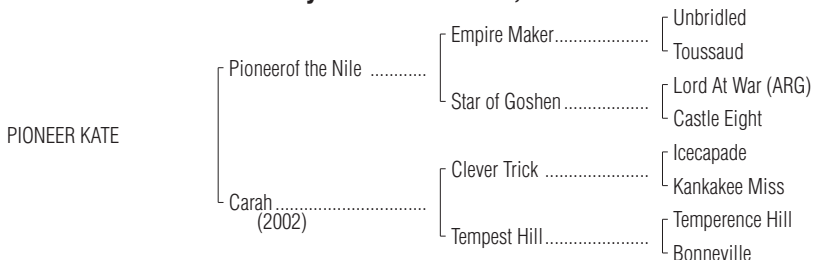 Unbridled
Empire Maker....................
Toussaud
Pioneerof the Nile ............
Lord At War (ARG)
Star of Goshen ..................
Castle Eight
PIONEER KATE
Icecapade
Clever Trick ......................
Kankakee Miss
Carah ................................
(2002)
Temperence Hill
Tempest Hill ......................
Bonneville